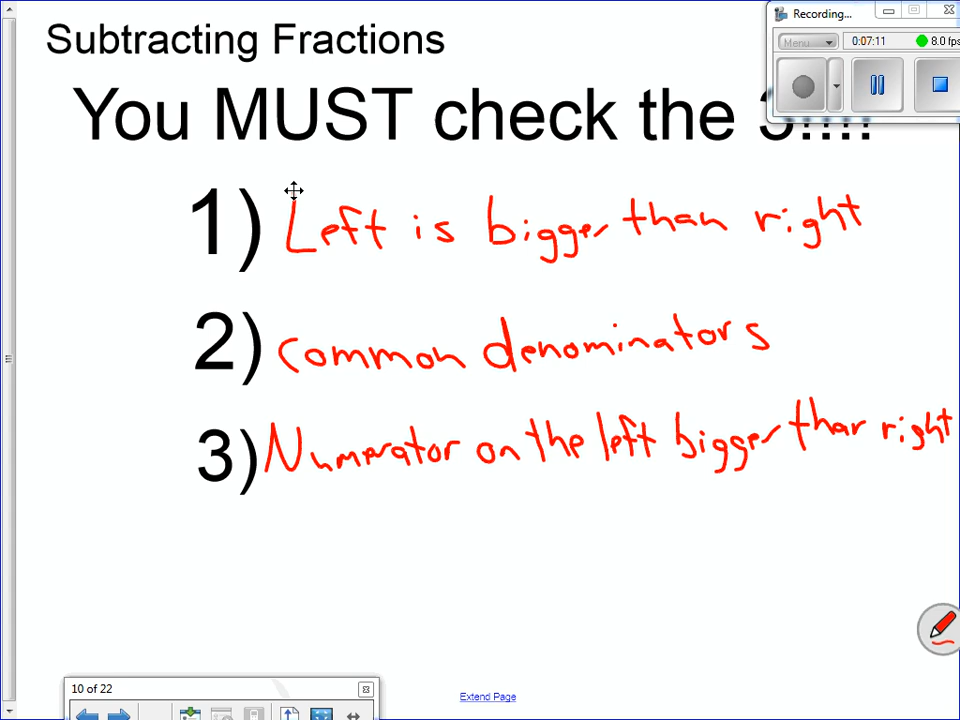 Subtracting Fractions
Recording...
Menu
0:07:11
8.0 fps
You MUST check the 3!!!!
1) Left is bigger than right
2) common denominators
3) Numerator on the left bigger than right
Extend Page
10 of 22